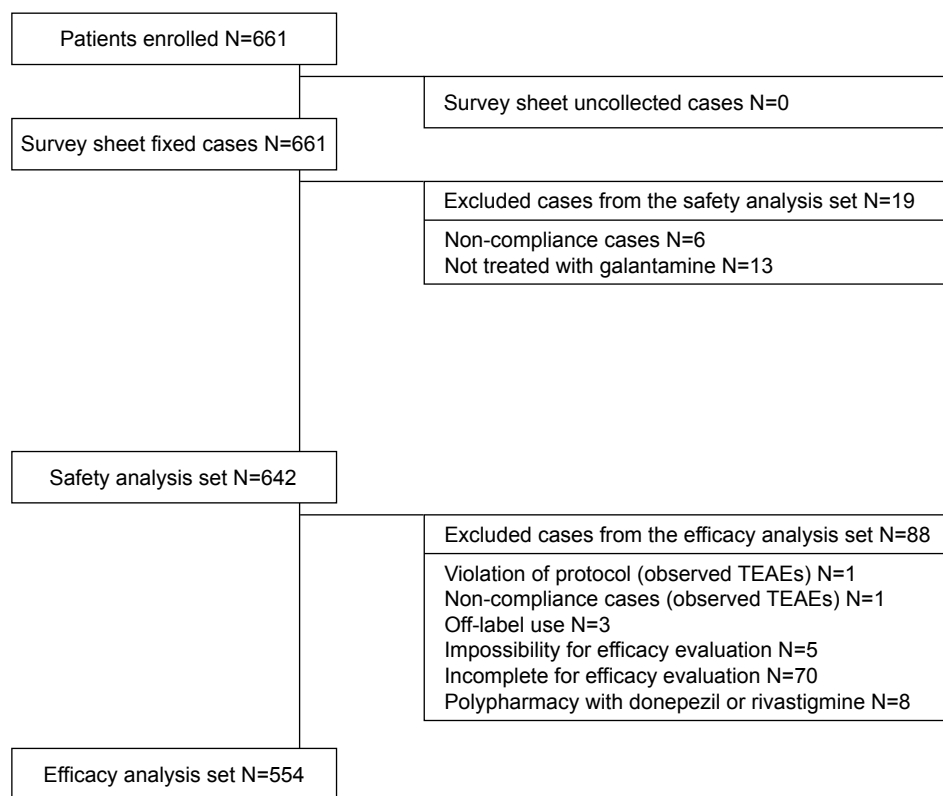 Patients enrolled N=661
Survey sheet uncollected cases N=0
Survey sheet fixed cases N=661
Excluded cases from the safety analysis set N=19
Non-compliance cases N=6
Not treated with galantamine N=13
Safety analysis set N=642
Excluded cases from the efficacy analysis set N=88
Violation of protocol (observed TEAEs) N=1
Non-compliance cases (observed TEAEs) N=1
Off-label use N=3
Impossibility for efficacy evaluation N=5
Incomplete for efficacy evaluation N=70
Polypharmacy with donepezil or rivastigmine N=8
Efficacy analysis set N=554